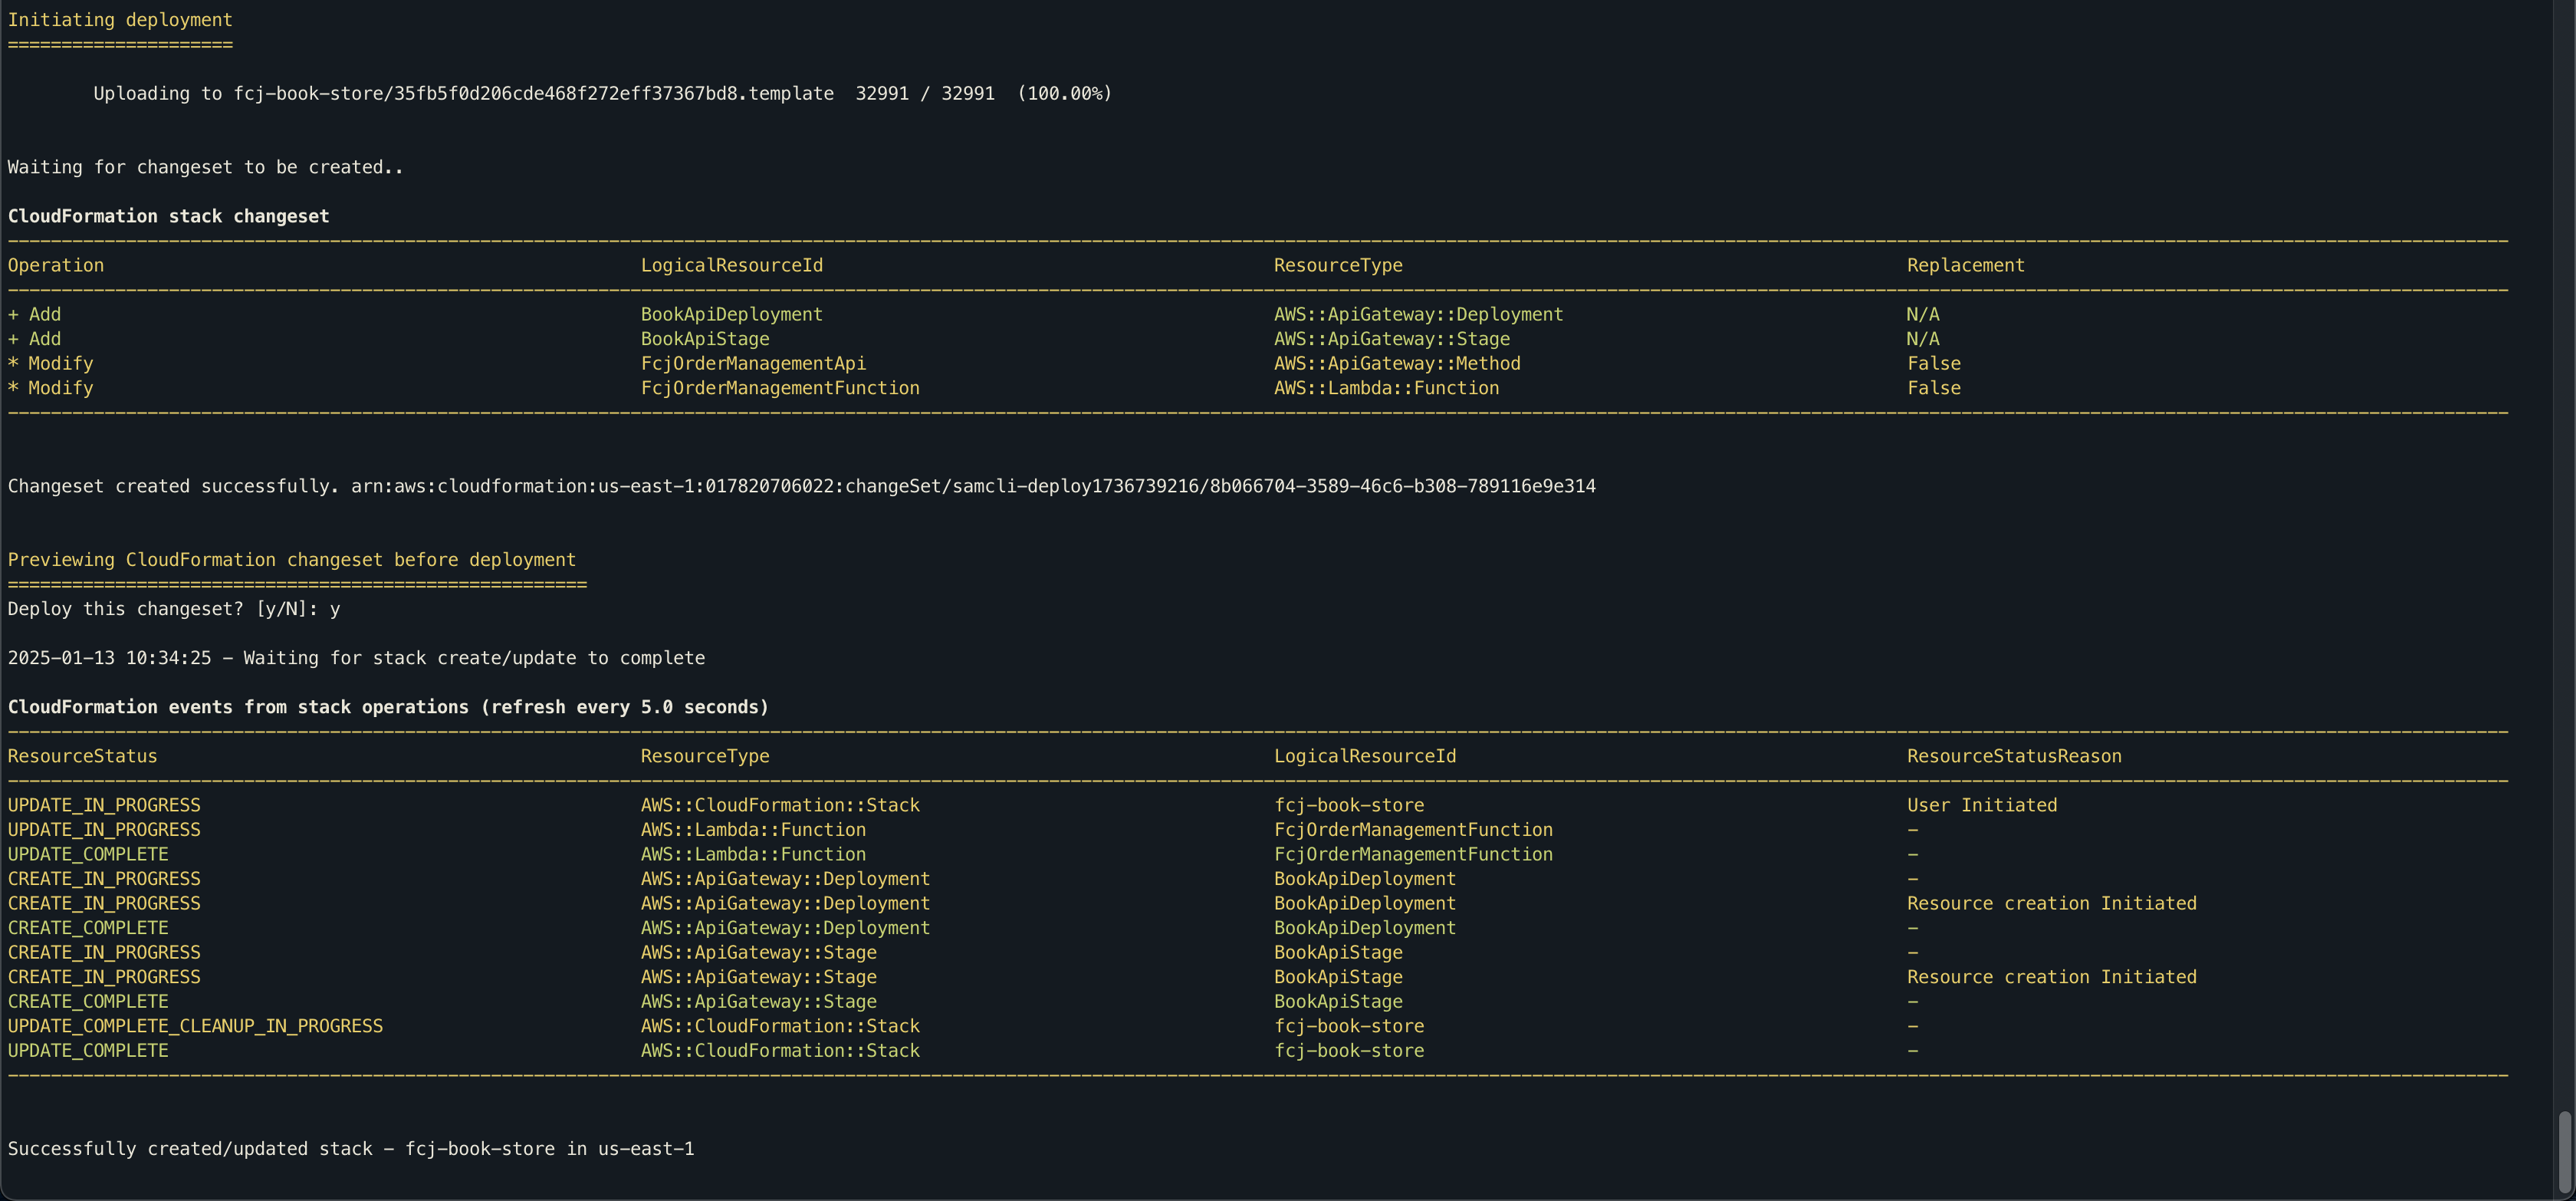 Initiating deployment
=====================
Uploading to fcj-book-store/35fb5f0d206cde468f272eff37367bd8.template  32991 / 32991  (100.00%)
Waiting for changeset to be created..
CloudFormation stack changeset
Operation LogicalResourceId ResourceType Replacement
+ Add BookApiDeployment AWS::ApiGateway::Deployment N/A
+ Add BookApiStage AWS::ApiGateway::Stage N/A
* Modify FcjOrderManagementApi AWS::ApiGateway::Method False
* Modify FcjOrderManagementFunction AWS::Lambda::Function False
Changeset created successfully. arn:aws:cloudformation:us-east-1:017820706022:changeSet/samcli-deploy1736739216/8b066704-3589-46c6-b308-789116e9e314
Previewing CloudFormation changeset before deployment
======================================================
Deploy this changeset? [y/N]: y
2025-01-13 10:34:25 - Waiting for stack create/update to complete
CloudFormation events from stack operations (refresh every 5.0 seconds)
ResourceStatus ResourceType LogicalResourceId ResourceStatusReason
UPDATE_IN_PROGRESS AWS::CloudFormation::Stack fcj-book-store User Initiated
UPDATE_IN_PROGRESS AWS::Lambda::Function FcjOrderManagementFunction -
UPDATE_COMPLETE AWS::Lambda::Function FcjOrderManagementFunction -
CREATE_IN_PROGRESS AWS::ApiGateway::Deployment BookApiDeployment -
CREATE_IN_PROGRESS AWS::ApiGateway::Deployment BookApiDeployment Resource creation Initiated
CREATE_COMPLETE AWS::ApiGateway::Deployment BookApiDeployment -
CREATE_IN_PROGRESS AWS::ApiGateway::Stage BookApiStage -
CREATE_IN_PROGRESS AWS::ApiGateway::Stage BookApiStage Resource creation Initiated
CREATE_COMPLETE AWS::ApiGateway::Stage BookApiStage -
UPDATE_COMPLETE_CLEANUP_IN_PROGRESS AWS::CloudFormation::Stack fcj-book-store -
UPDATE_COMPLETE AWS::CloudFormation::Stack fcj-book-store -
Successfully created/updated stack - fcj-book-store in us-east-1